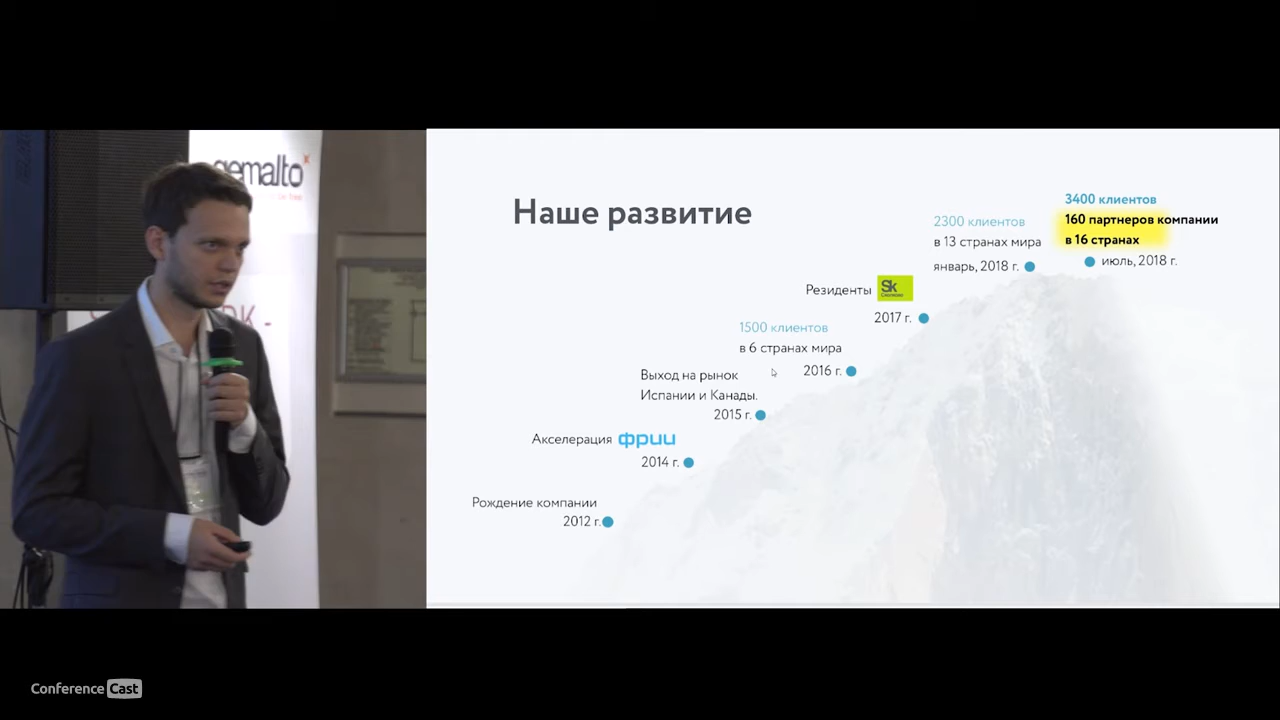 gemalto
Наше развитие
3400 клиентов
160 партнеров компании
в 16 странах
июль, 2018 г.
2300 клиентов
в 13 странах мира
январь, 2018 г.
Резиденты Sk
2017 г.
1500 клиентов
в 6 странах мира
2016 г.
Выход на рынок
Испании и Канады.
2015 г.
Акселерация фрии
2014 г.
Рождение компании
2012 г.
Conference Cast